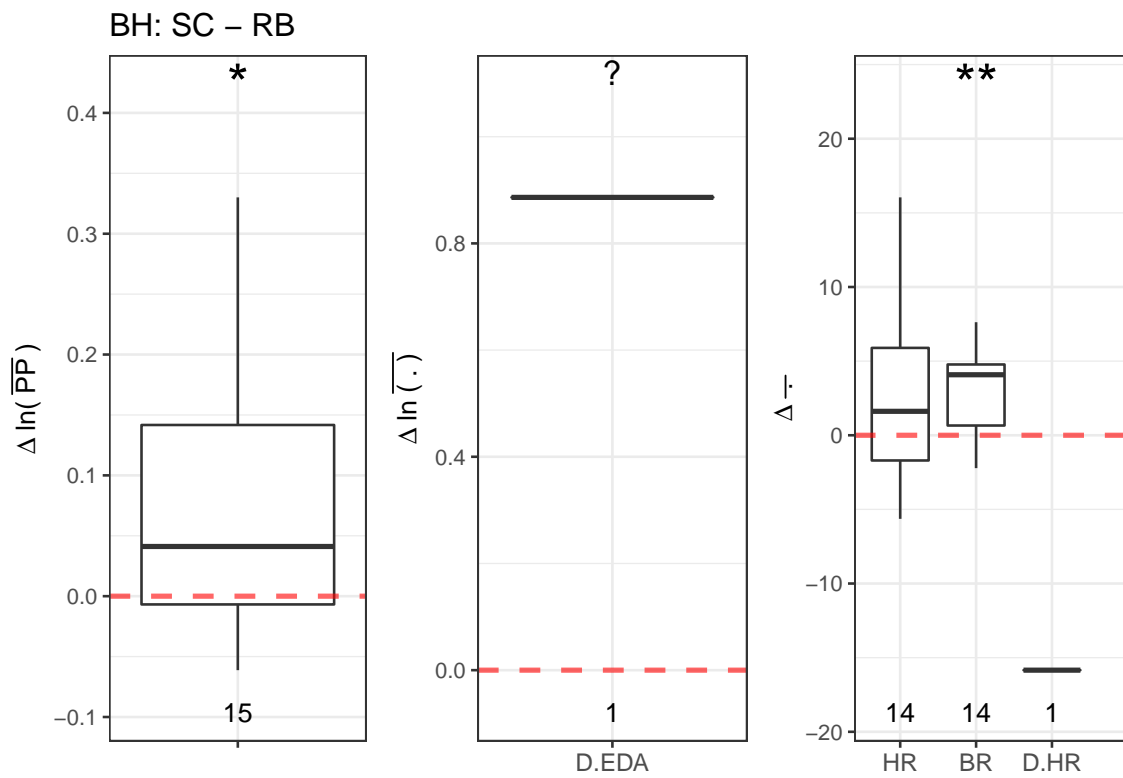 BH: SC − RB
Δ ln( PP )
0.4
0.3
0.2
0.1
0.0
−0.1
*
15
Δ ln ( . )
0.8
0.4
0.0
?
1
D.EDA
Δ .
20
10
0
−10
−20
**
14 14 1
HR BR D.HR